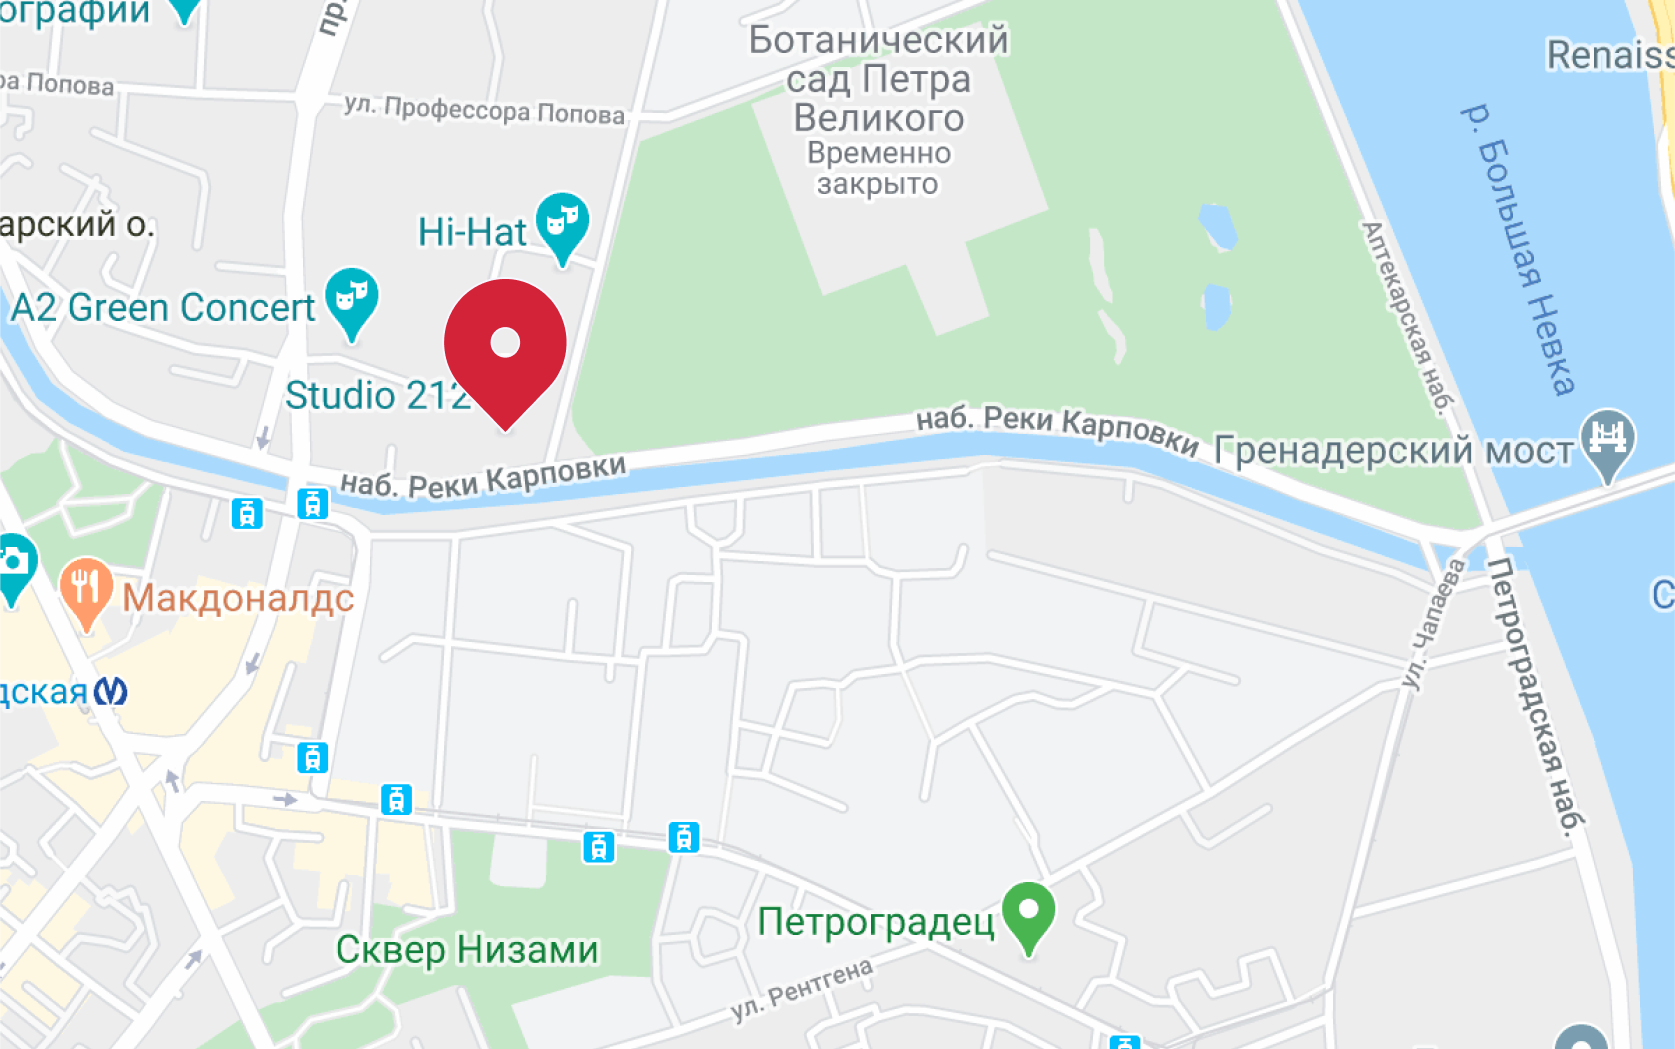 ографии
пр.
Ботанический
сад Петра
Великого
Временно
закрыто
Renaiss
ра Попова
ул. Профессора Попова
р. Большая Невка
арский о.
Hi-Hat
Аптекарская наб.
A2 Green Concert
Studio 212
наб. Реки Карповки
Гренадерский мост
наб. Реки Карповки
Макдоналдс
ул. Чапаева
Петроградская наб.
С
дская
Петроградец
Сквер Низами
ул. Рентгена